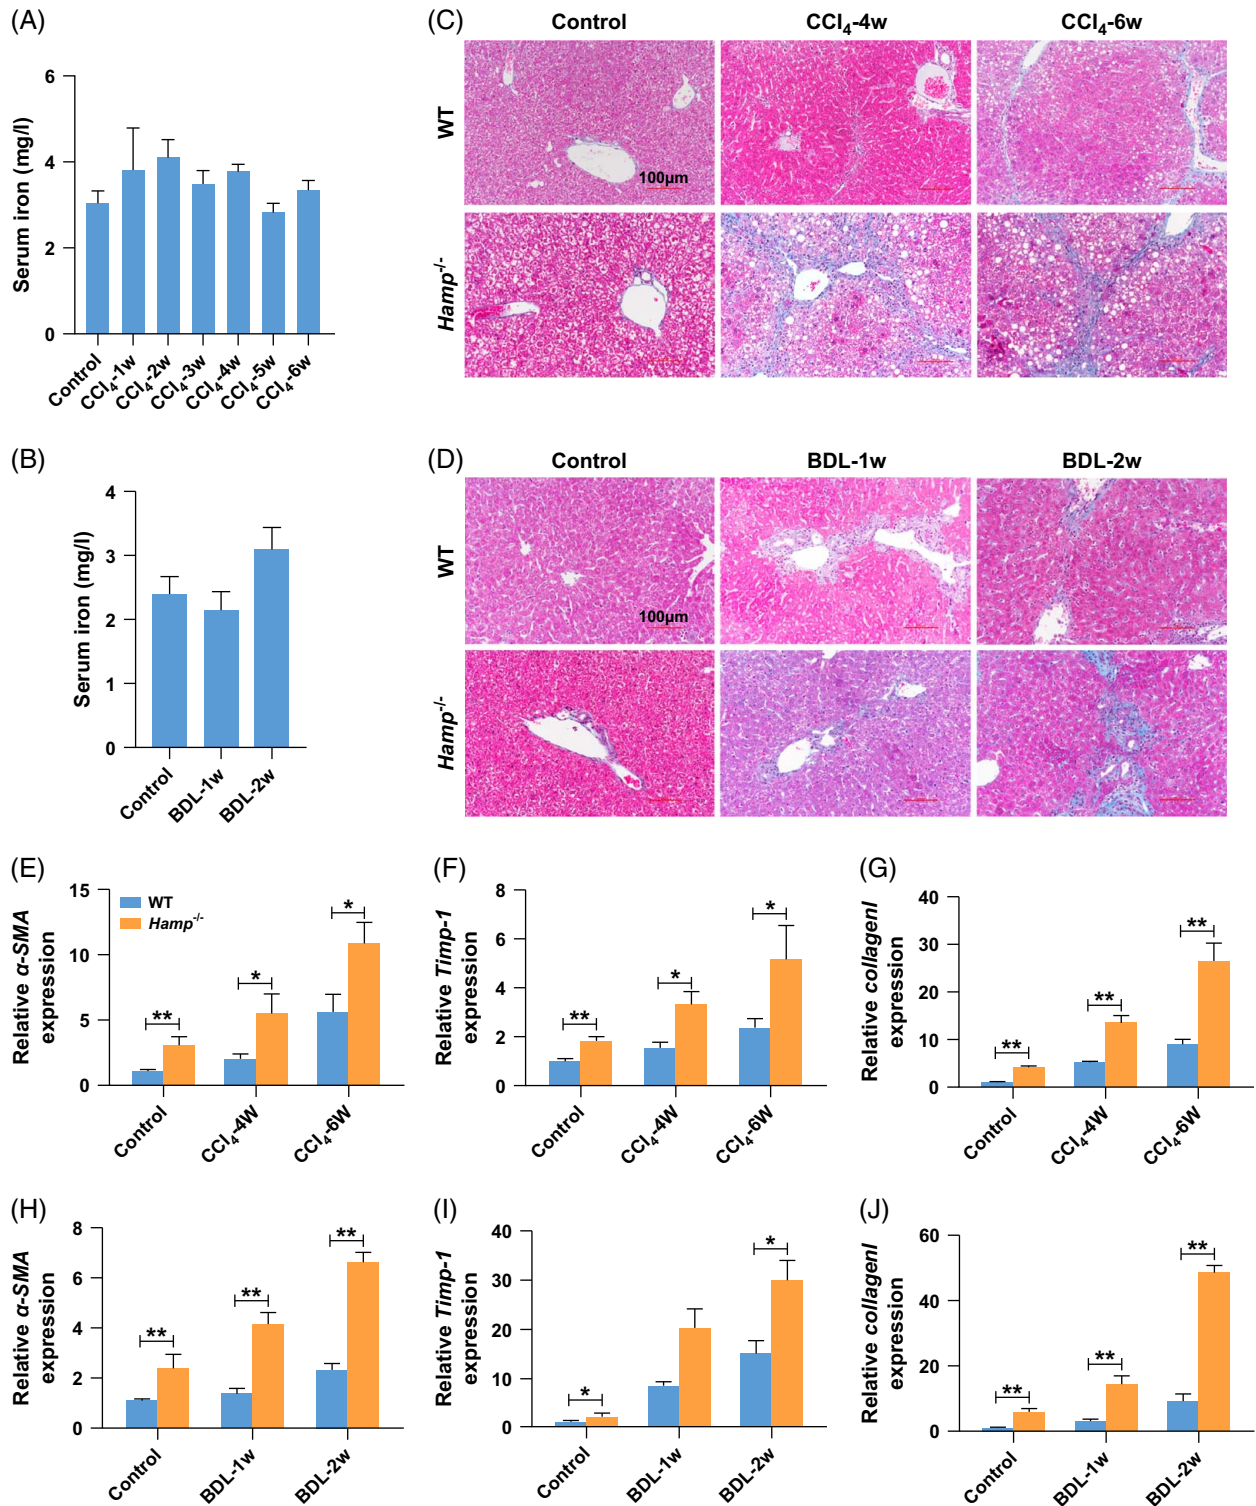 (A)
Serum iron (mg/l)
6
4
2
0
Control
CCl4-1w
CCl4-2w
CCl4-3w
CCl4-4w
CCl4-5w
CCl4-6w
(C)
Control
CCl4-4w
CCl4-6w
WT
100μm
Hamp-/-
(B)
Serum iron (mg/l)
4
3
2
1
0
Control
BDL-1w
BDL-2w
(D)
Control
BDL-1w
BDL-2w
WT
100μm
Hamp-/-
(E)
Relative α-SMA
expression
15
10
5
0
WT
Hamp-/-
**
*
*
Control
CCl4-4W
CCl4-6W
(F)
Relative Timp-1
expression
8
6
4
2
0
**
*
*
Control
CCl4-4W
CCl4-6W
(G)
Relative collagenI
expression
40
30
20
10
0
**
**
**
Control
CCl4-4W
CCl4-6W
(H)
Relative α-SMA
expression
8
6
4
2
0
**
**
**
Control
BDL-1w
BDL-2w
(I)
Relative Timp-1
expression
40
30
20
10
0
*
*
Control
BDL-1w
BDL-2w
(J)
Relative collagenI
expression
60
40
20
0
**
**
**
Control
BDL-1w
BDL-2w